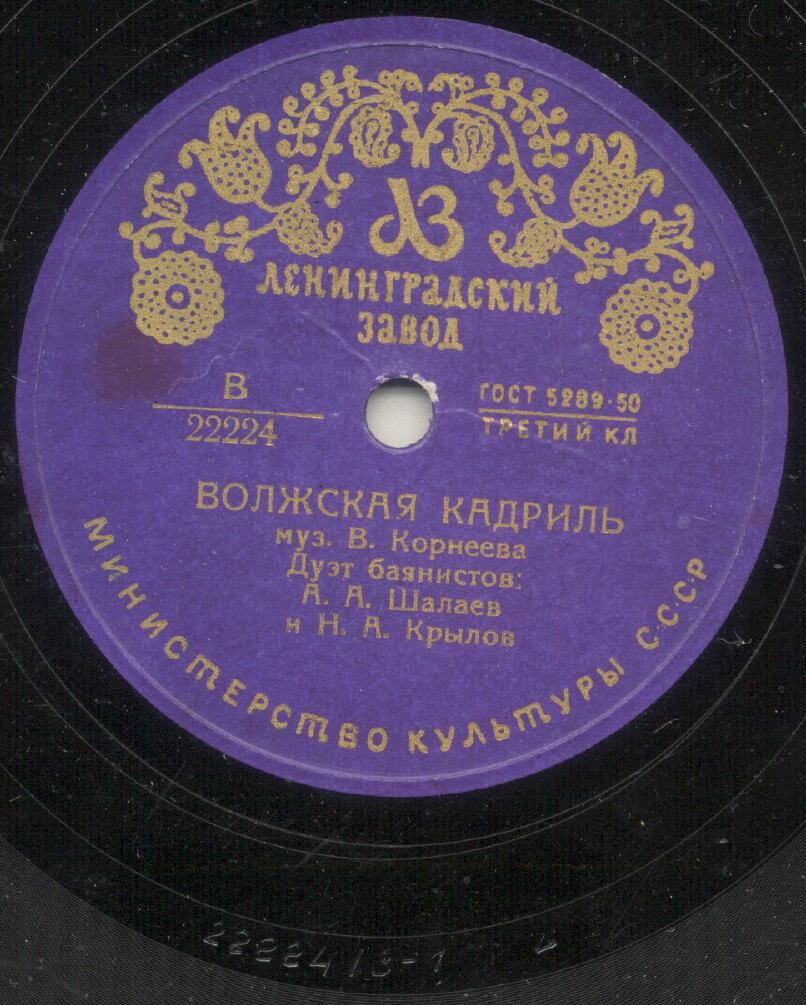 ЛЗ
ЛЕНИНГРАДСКИЙ
ЗАВОД
В
22224
ГОСТ 5289·50
ТРЕТИЙ КЛ
ВОЛЖСКАЯ КАДРИЛЬ
муз. В. Корнеева
Дуэт баянистов:
А. А. Шалаев
и Н. А. Крылов
МИНИСТЕРСТВО КУЛЬТУРЫ С·С·С·Р
22224/3-1